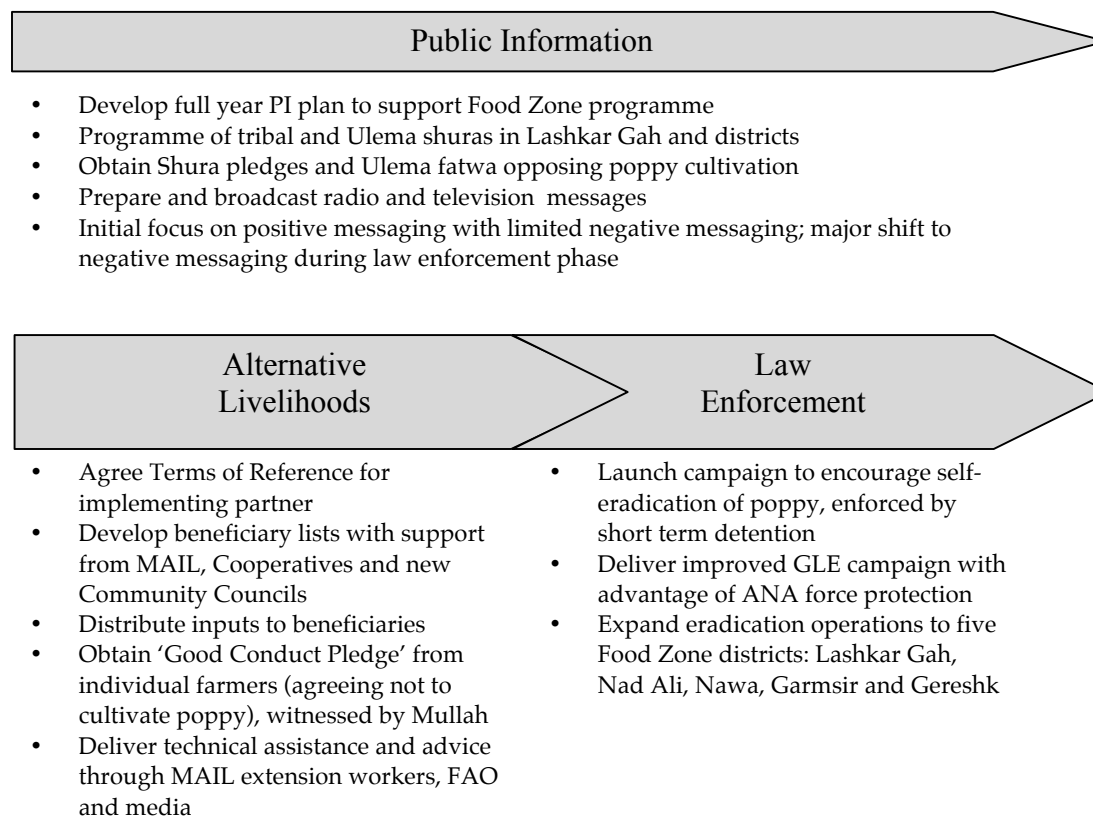 Public Information
• Develop full year PI plan to support Food Zone programme
• Programme of tribal and Ulema shuras in Lashkar Gah and districts
• Obtain Shura pledges and Ulema fatwa opposing poppy cultivation
• Prepare and broadcast radio and television messages
• Initial focus on positive messaging with limited negative messaging; major shift to
negative messaging during law enforcement phase
Alternative
Livelihoods
• Agree Terms of Reference for
implementing partner
• Develop beneficiary lists with support
from MAIL, Cooperatives and new
Community Councils
• Distribute inputs to beneficiaries
• Obtain ‘Good Conduct Pledge’ from
individual farmers (agreeing not to
cultivate poppy), witnessed by Mullah
• Deliver technical assistance and advice
through MAIL extension workers, FAO
and media
Law
Enforcement
• Launch campaign to encourage self-
eradication of poppy, enforced by
short term detention
• Deliver improved GLE campaign with
advantage of ANA force protection
• Expand eradication operations to five
Food Zone districts: Lashkar Gah,
Nad Ali, Nawa, Garmsir and Gereshk